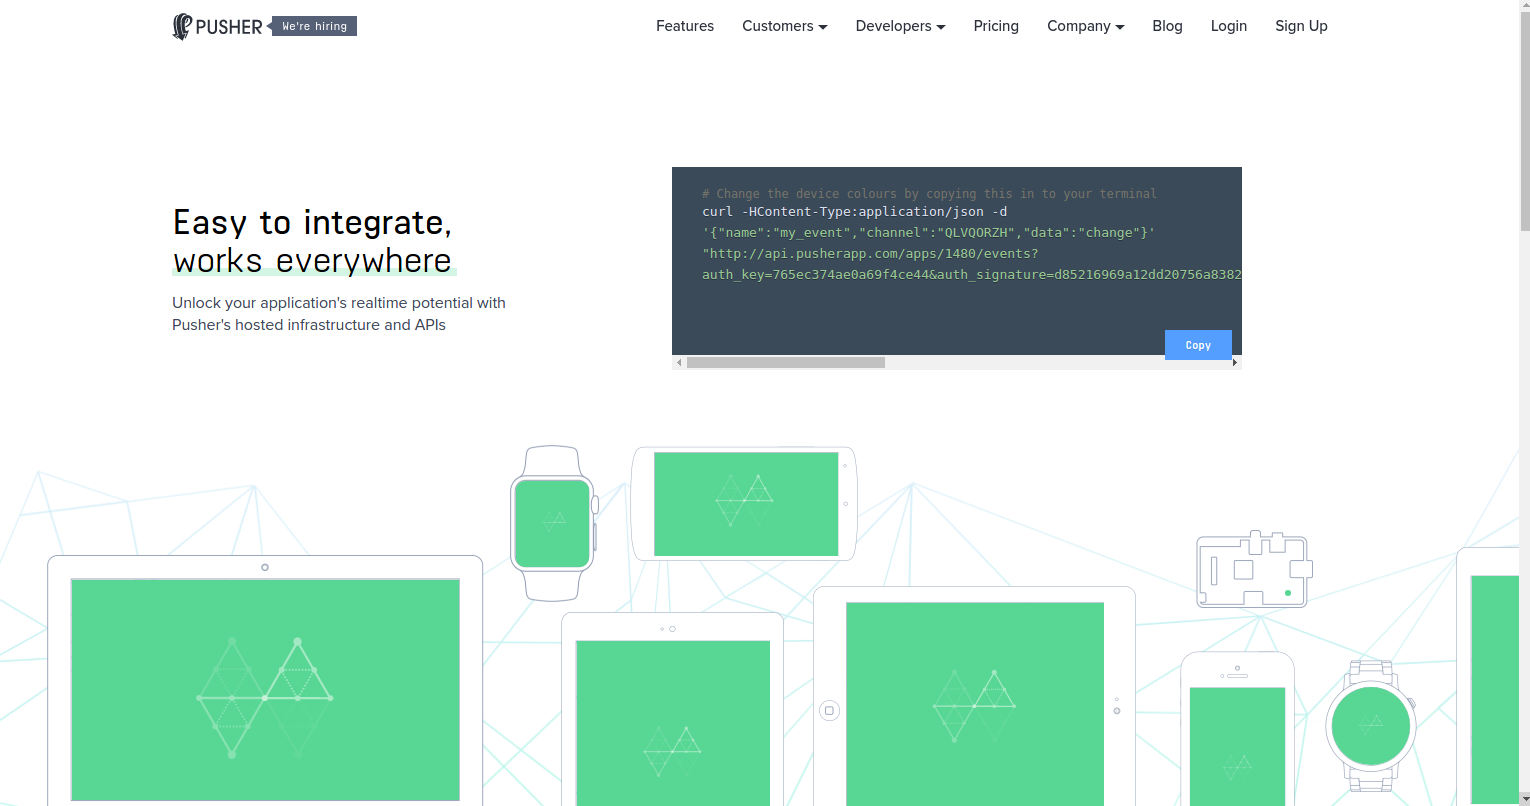 PUSHER
We're hiring
Features
Customers
Developers
Pricing
Company
Blog
Login
Sign Up
Easy to integrate,
works everywhere
Unlock your application's realtime potential with
Pusher's hosted infrastructure and APIs
# Change the device colours by copying this in to your terminal
curl -HContent-Type:application/json -d
'{"name":"my_event","channel":"QLVQORZH","data":"change"}'
"http://api.pusherapp.com/apps/1480/events?
auth_key=765ec374ae0a69f4ce44&auth_signature=d85216969a12dd20756a8382
Copy